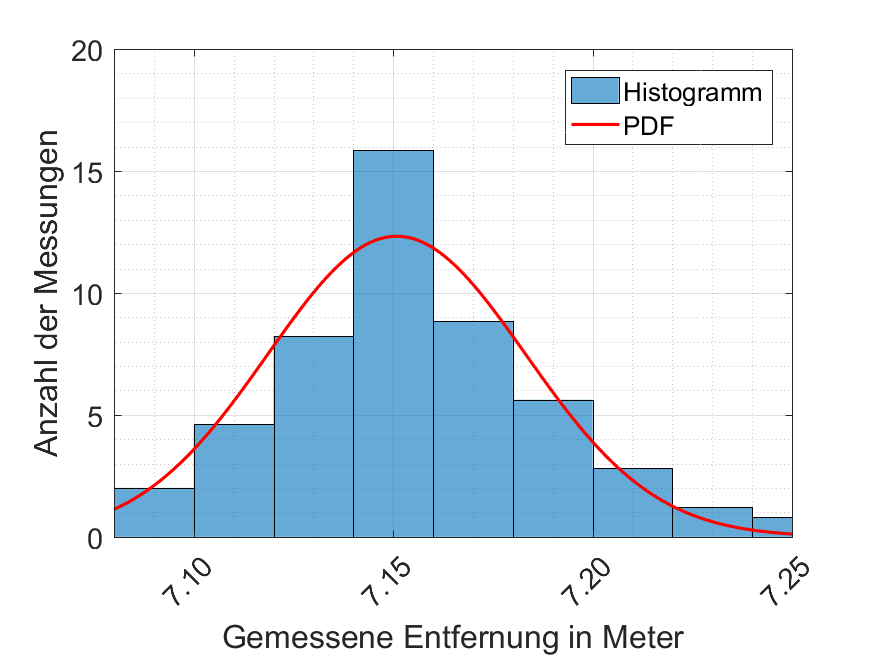 20
15
10
5
0
Anzahl der Messungen
Histogramm
PDF
7.10
7.15
7.20
7.25
Gemessene Entfernung in Meter